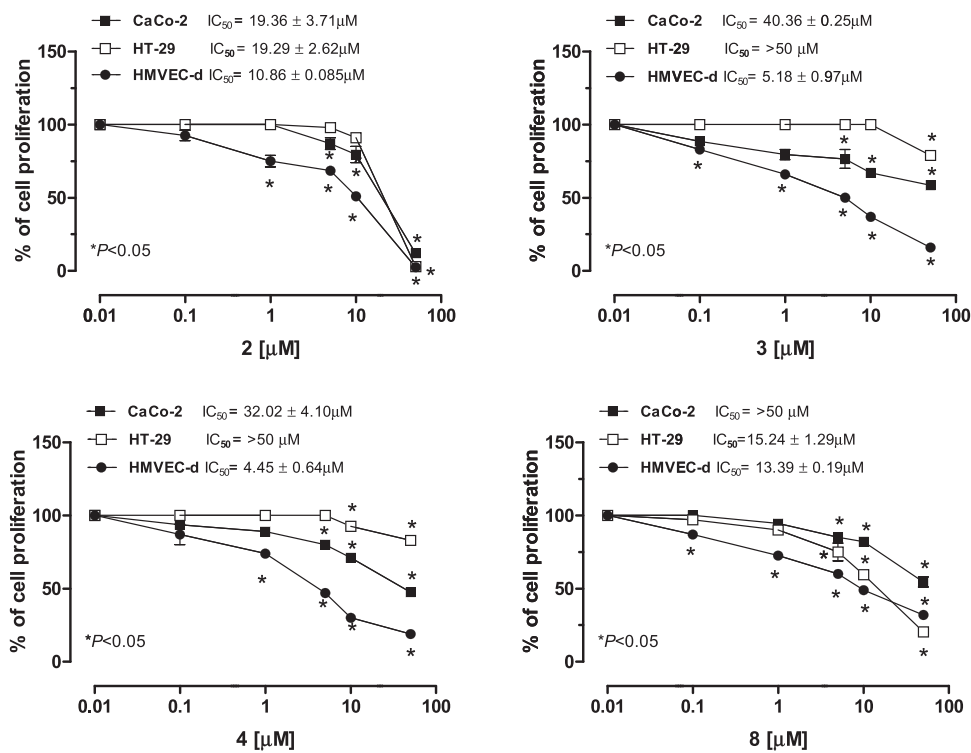 CaCo-2 IC50 = 19.36 ± 3.71μM
HT-29 IC50 = 19.29 ± 2.62μM
HMVEC-d IC50= 10.86 ± 0.085μM
150
100
50
0
% of cell proliferation
*P<0.05
* * * * * * * * *
0.01 0.1 1 10 100
2 [μM]
CaCo-2 IC50 = 40.36 ± 0.25μM
HT-29 IC50 = >50 μM
HMVEC-d IC50= 5.18 ± 0.97μM
150
100
50
0
% of cell proliferation
*P<0.05
* * * * * * * * *
0.01 0.1 1 10 100
3 [μM]
CaCo-2 IC50 = 32.02 ± 4.10μM
HT-29 IC50 = >50 μM
HMVEC-d IC50= 4.45 ± 0.64μM
150
100
50
0
% of cell proliferation
*P<0.05
* * * * * * * * *
0.01 0.1 1 10 100
4 [μM]
CaCo-2 IC50 = >50 μM
HT-29 IC50 =15.24 ± 1.29μM
HMVEC-d IC50 = 13.39 ± 0.19μM
150
100
50
0
% of cell proliferation
*P<0.05
* * * * * * * * * * *
0.01 0.1 1 10 100
8 [μM]